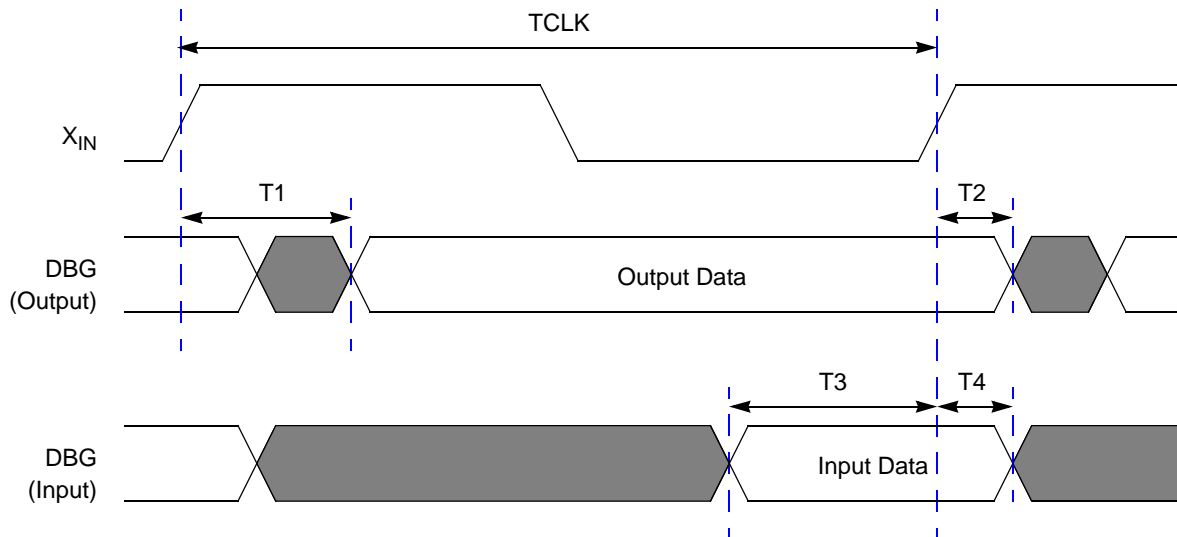 TCLK
XIN
T1
T2
DBG
(Output)
Output Data
T3
T4
DBG
(Input)
Input Data